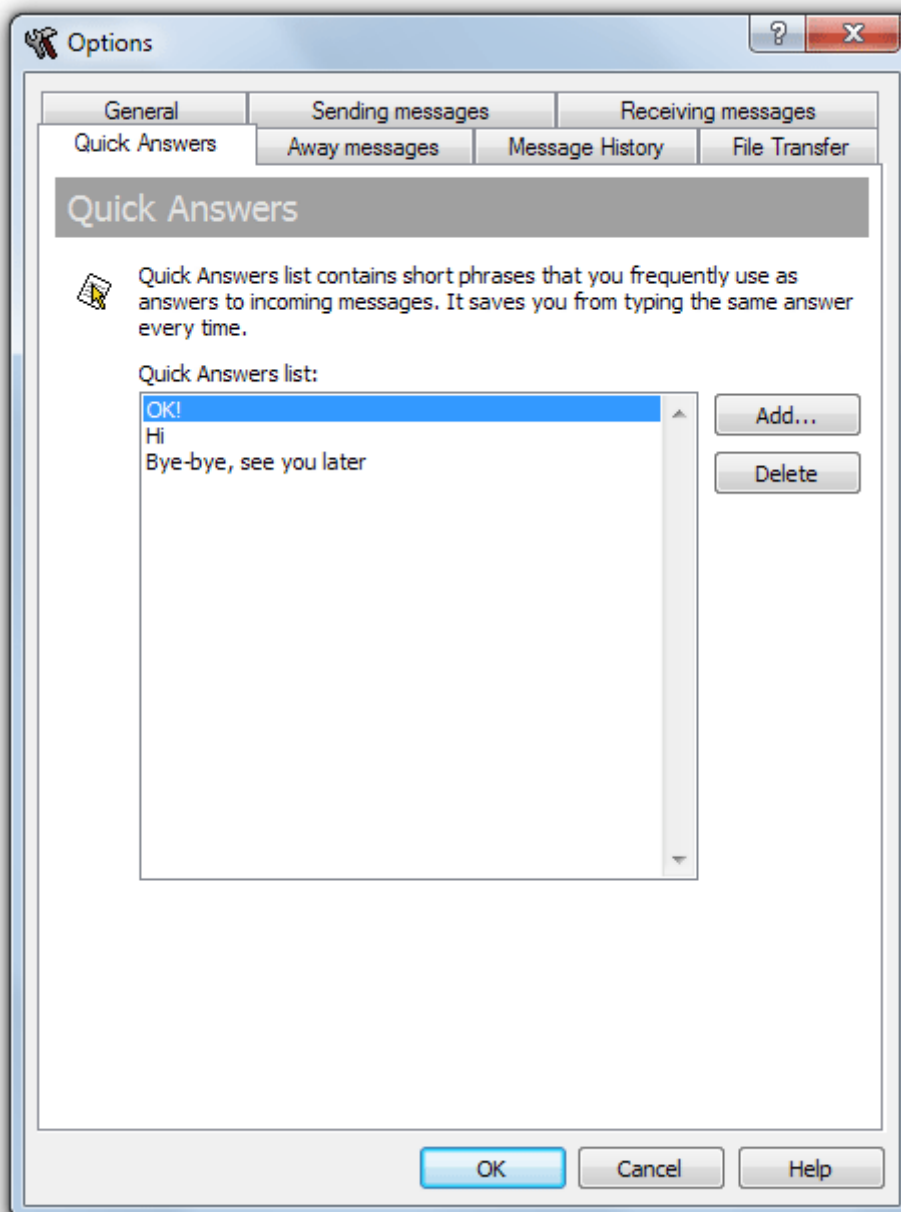 Options
General
Sending messages
Receiving messages
Quick Answers
Away messages
Message History
File Transfer
Quick Answers
Quick Answers list contains short phrases that you frequently use as
answers to incoming messages. It saves you from typing the same answer
every time.
Quick Answers list:
OK!
Hi
Bye-bye, see you later
Add...
Delete
OK
Cancel
Help